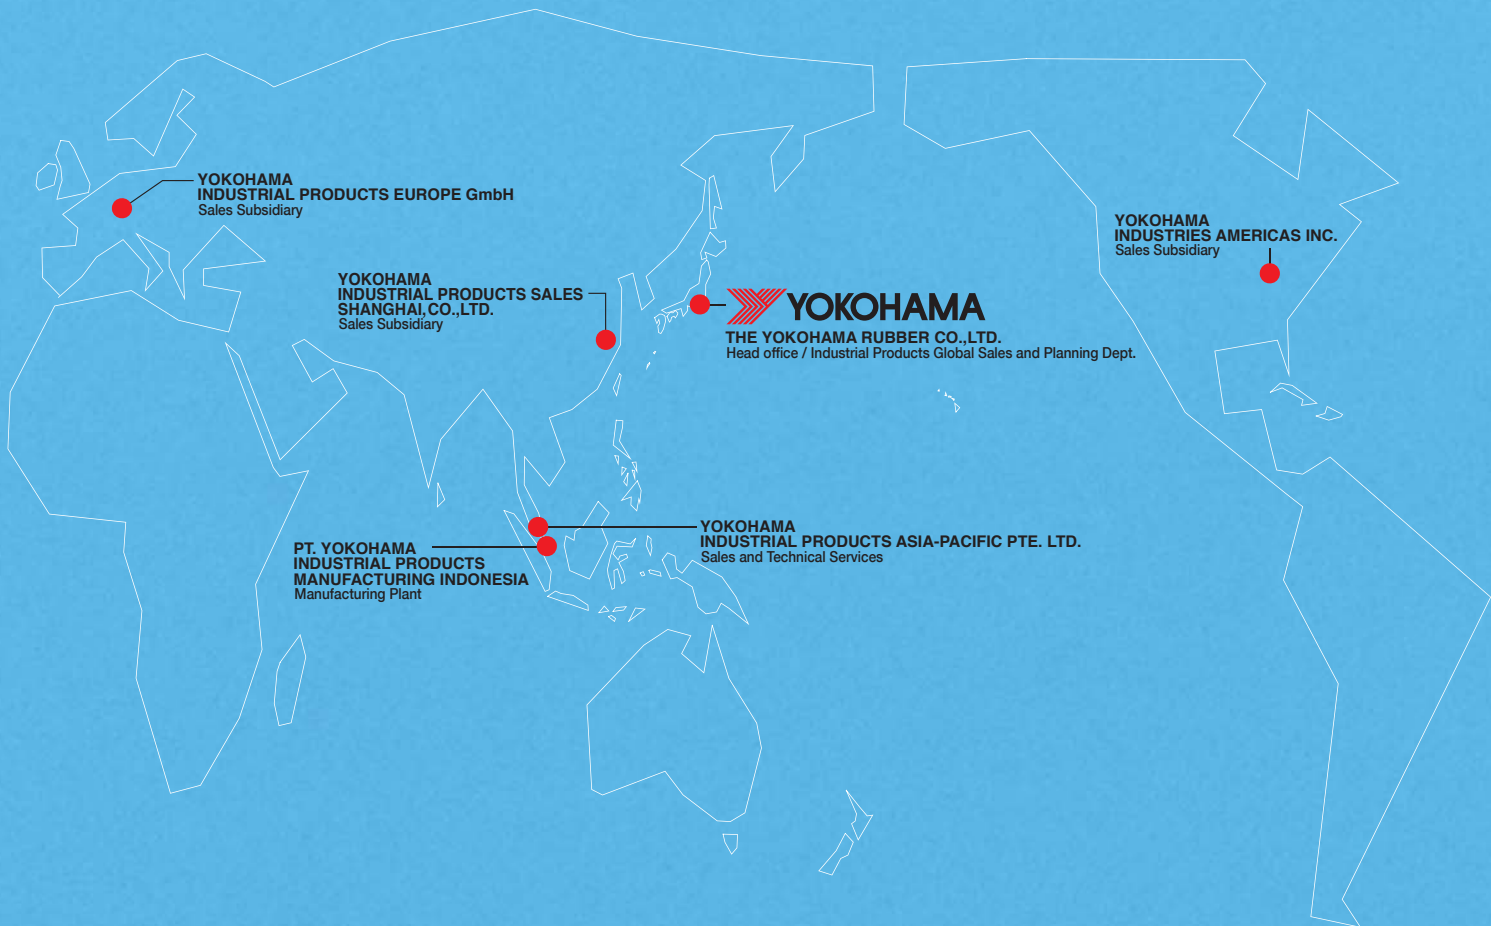 YOKOHAMA
INDUSTRIAL PRODUCTS EUROPE GmbH
Sales Subsidiary
YOKOHAMA
INDUSTRIES AMERICAS INC.
Sales Subsidiary
YOKOHAMA
INDUSTRIAL PRODUCTS SALES
SHANGHAI,CO.,LTD.
Sales Subsidiary
YOKOHAMA
THE YOKOHAMA RUBBER CO.,LTD.
Head office / Industrial Products Global Sales and Planning Dept.
YOKOHAMA
INDUSTRIAL PRODUCTS ASIA-PACIFIC PTE. LTD.
Sales and Technical Services
PT. YOKOHAMA
INDUSTRIAL PRODUCTS
MANUFACTURING INDONESIA
Manufacturing Plant